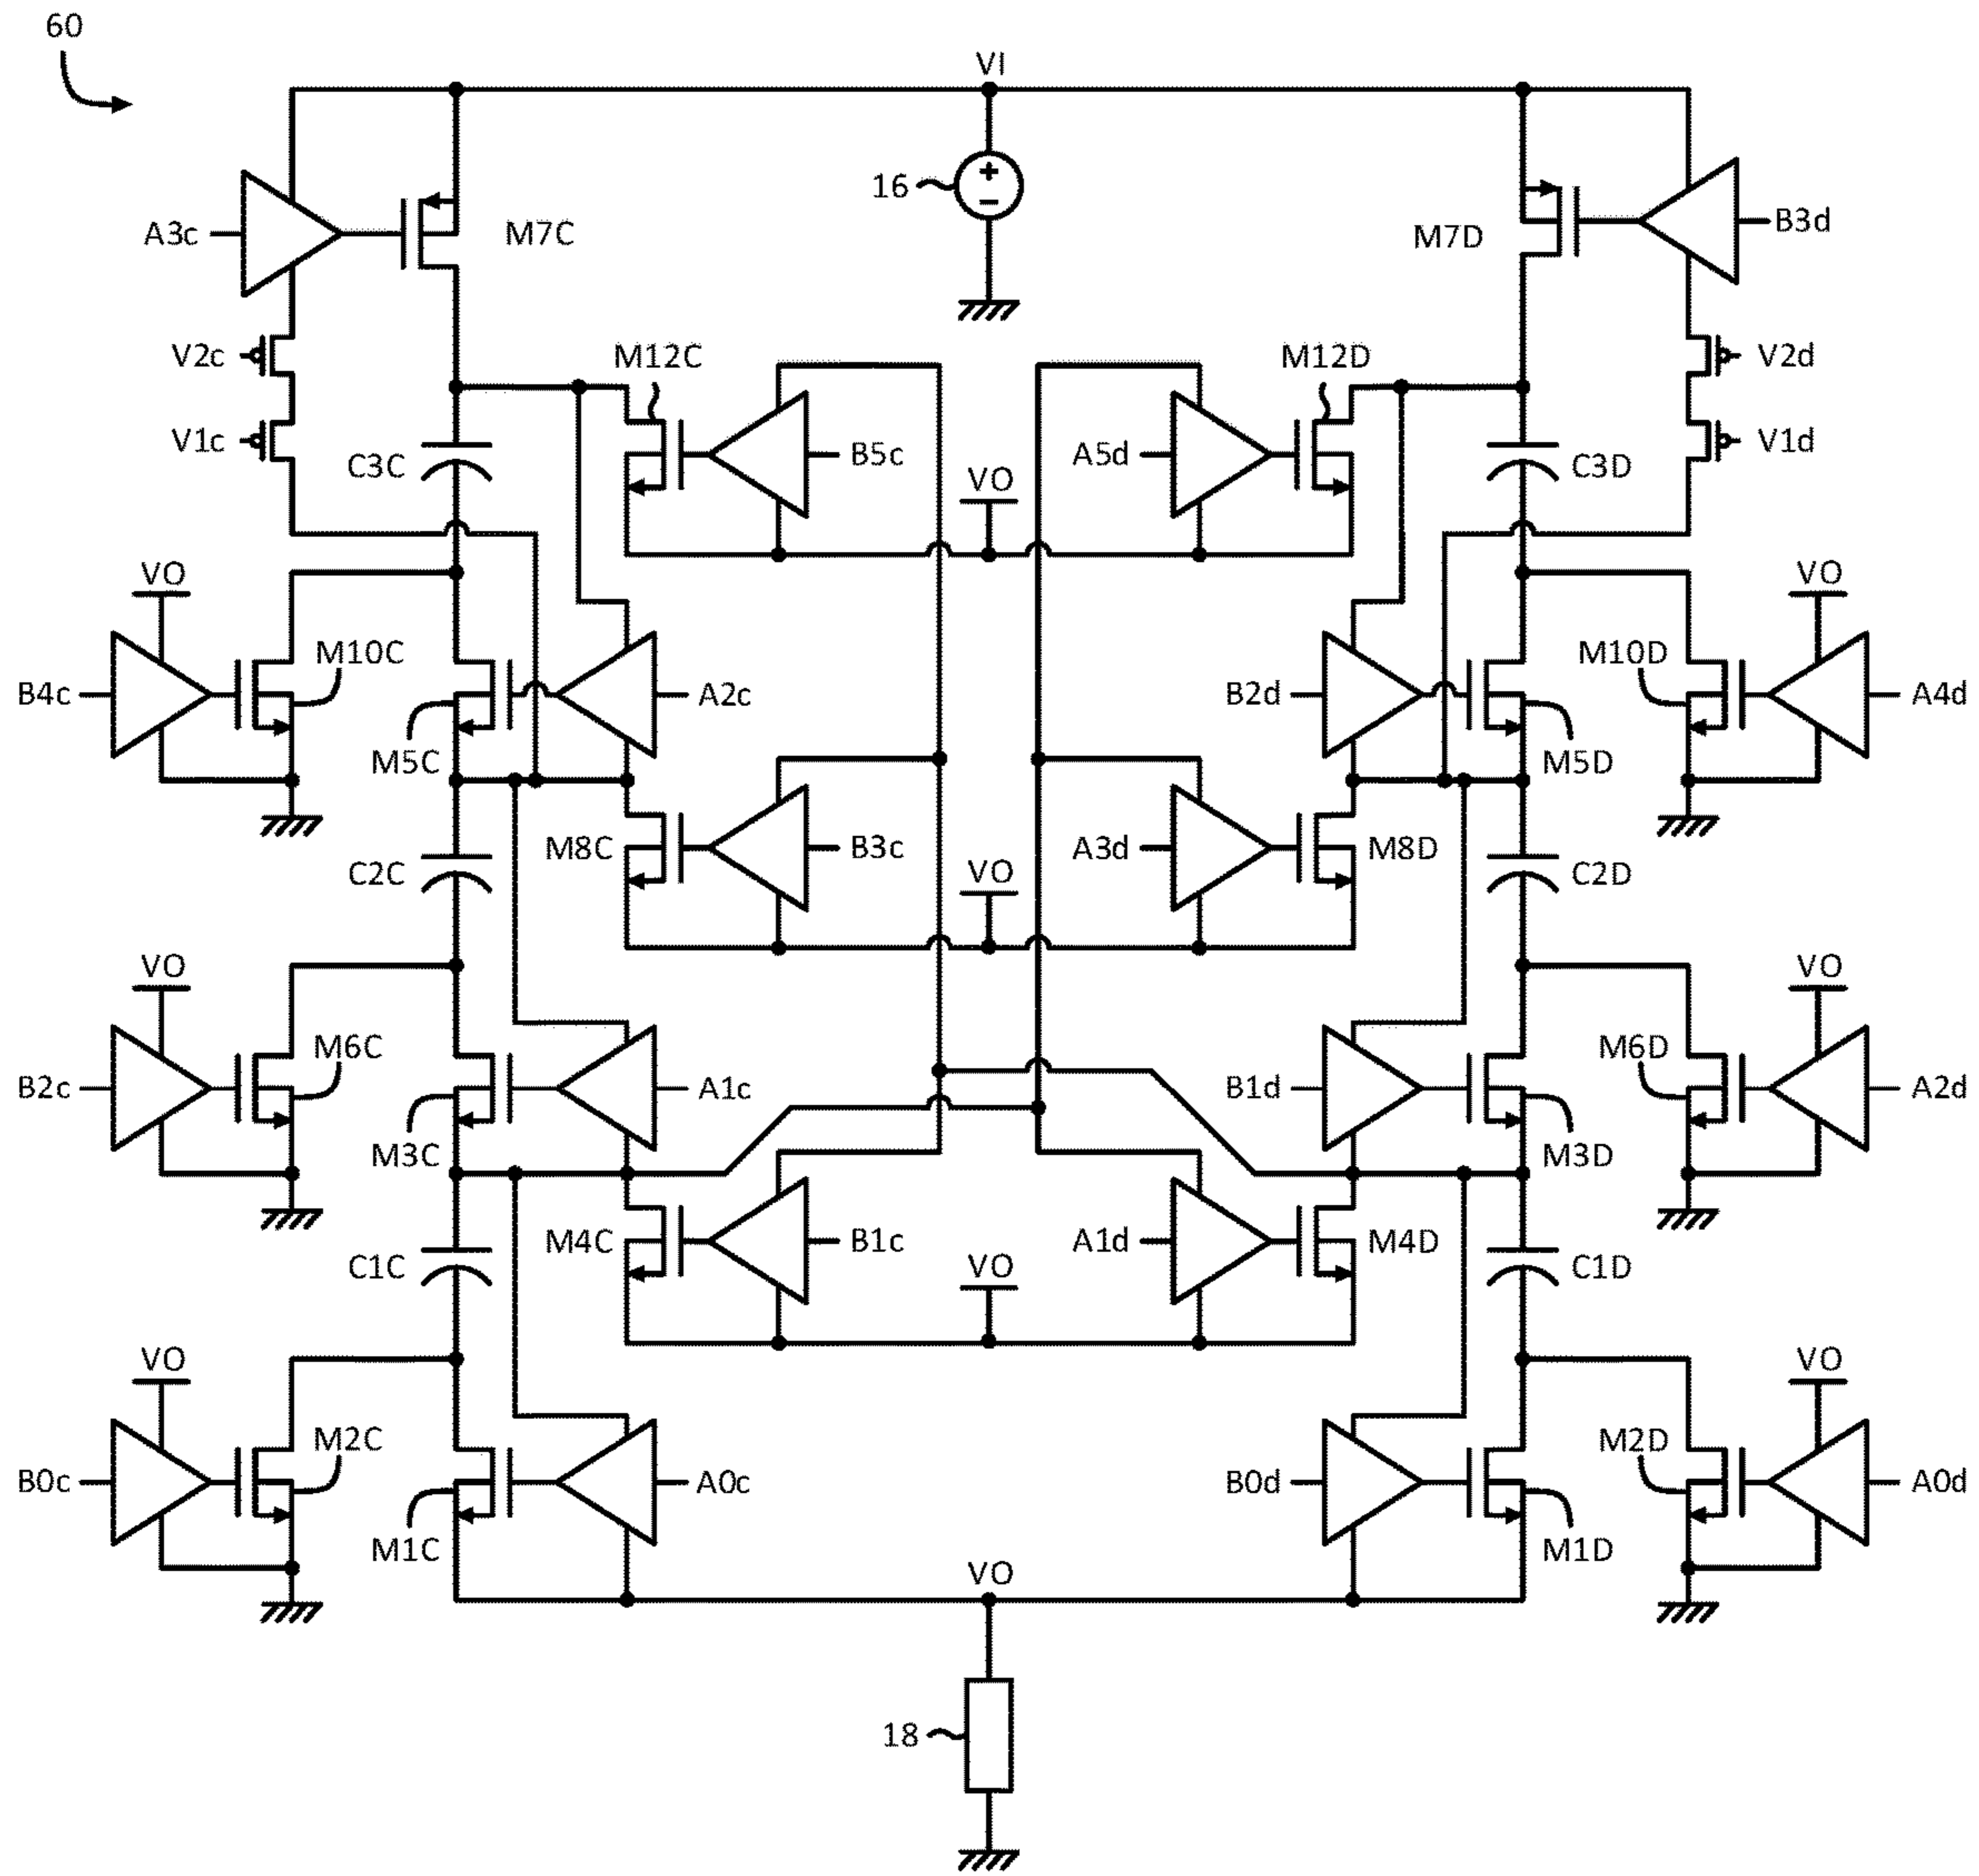 60
VI
16
A3c
M7C
M7D
B3d
V2c
M12C
M12D
V2d
V1c
C3C
B5c
A5d
C3D
V1d
VO
VO
VO
M10C
M10D
B4c
A2c
B2d
A4d
M5C
M5D
M8C
B3c
A3d
M8D
C2C
VO
C2D
VO
VO
M6C
M6D
B2c
A1c
B1d
A2d
M3C
M3D
M4C
B1c
A1d
M4D
C1C
VO
C1D
VO
VO
M2C
M2D
B0c
A0c
B0d
A0d
M1C
M1D
VO
18